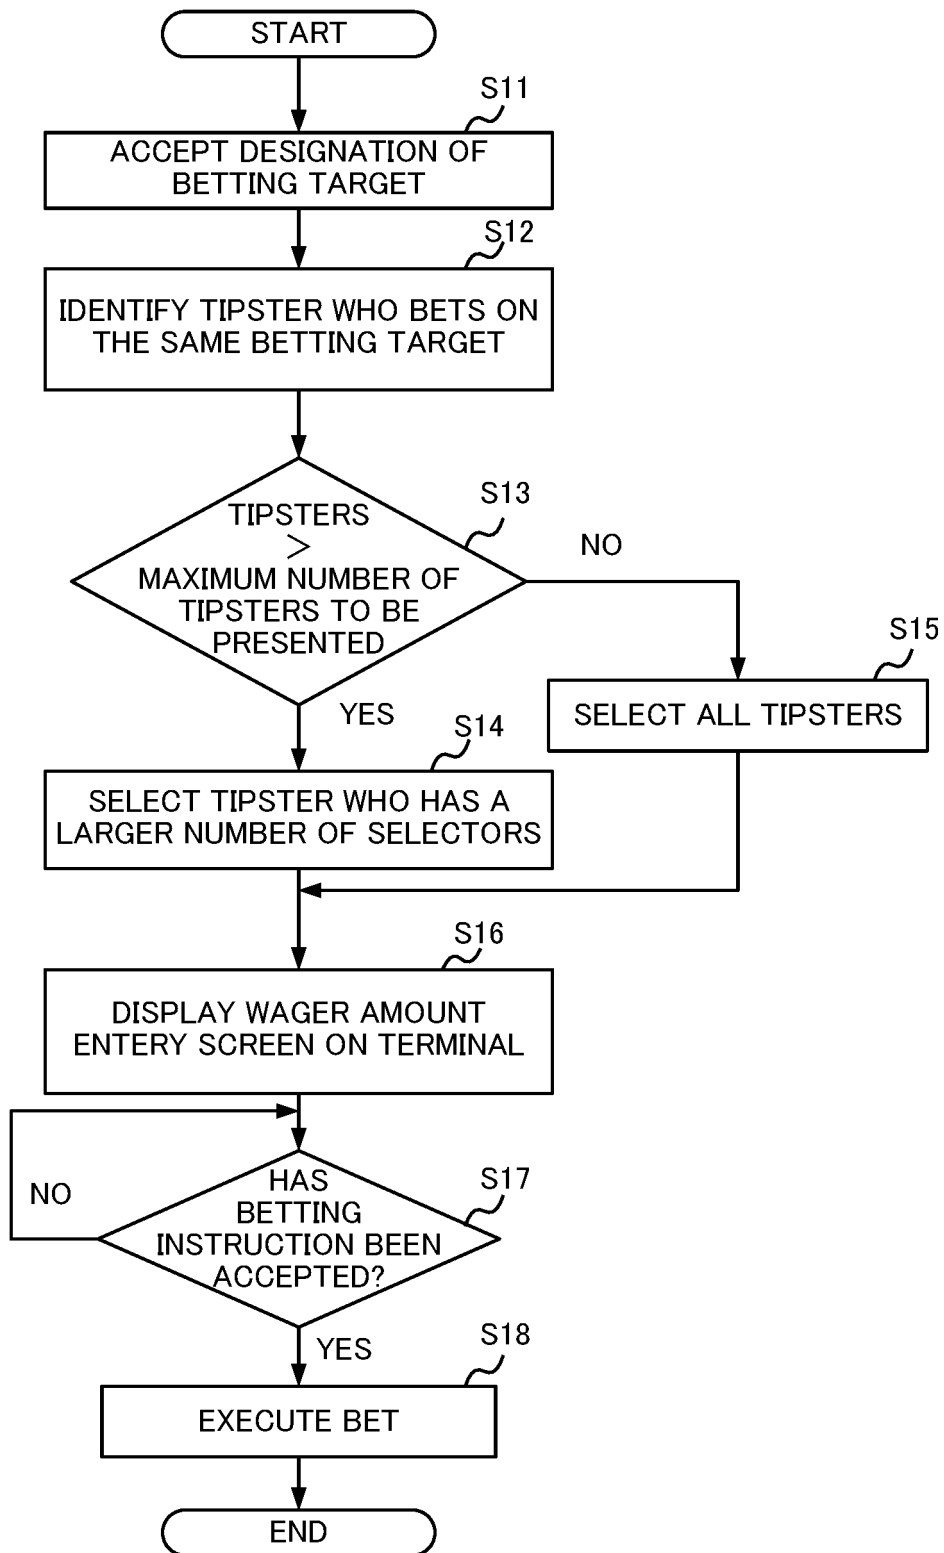 START
S11
ACCEPT DESIGNATION OF
BETTING TARGET
S12
IDENTIFY TIPSTER WHO BETS ON
THE SAME BETTING TARGET
S13
TIPSTERS
>
MAXIMUM NUMBER OF
TIPSTERS TO BE
PRESENTED
NO
YES
S15
SELECT ALL TIPSTERS
S14
SELECT TIPSTER WHO HAS A
LARGER NUMBER OF SELECTORS
S16
DISPLAY WAGER AMOUNT
ENTERY SCREEN ON TERMINAL
S17
HAS
BETTING
INSTRUCTION BEEN
ACCEPTED?
NO
YES
S18
EXECUTE BET
END